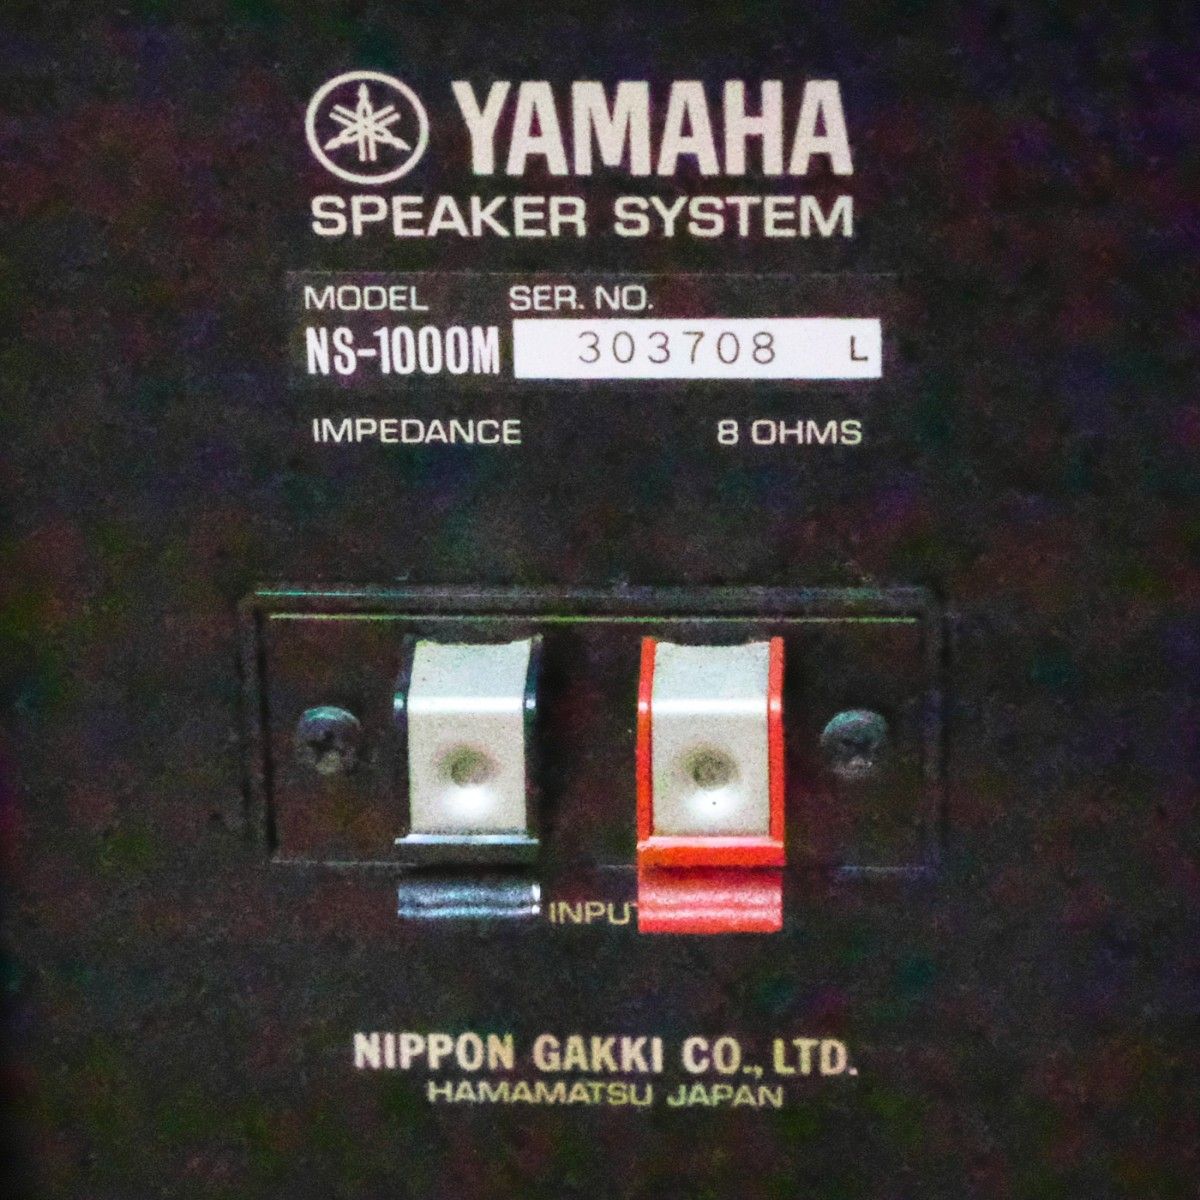 YAMAHA
SPEAKER SYSTEM
MODEL SER. NO.
NS-1000M 303708 L
IMPEDANCE 8 OHMS
INPUT
NIPPON GAKKI CO., LTD.
HAMAMATSU JAPAN